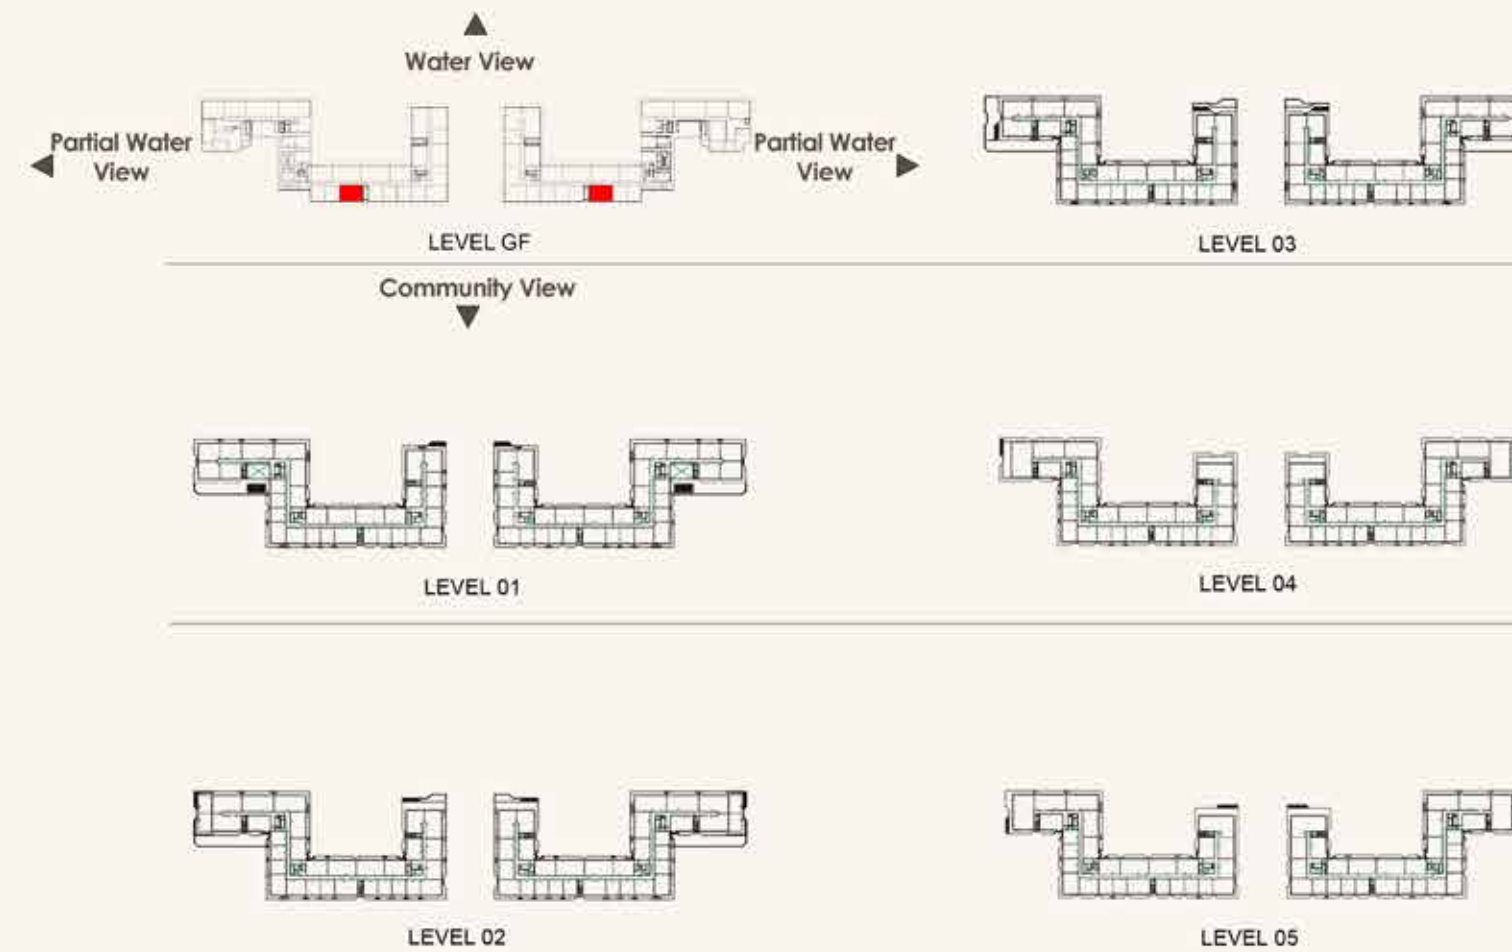 Water View
Partial Water
View
Partial Water
View
LEVEL GF
LEVEL 03
Community View
LEVEL 01
LEVEL 04
LEVEL 02
LEVEL 05